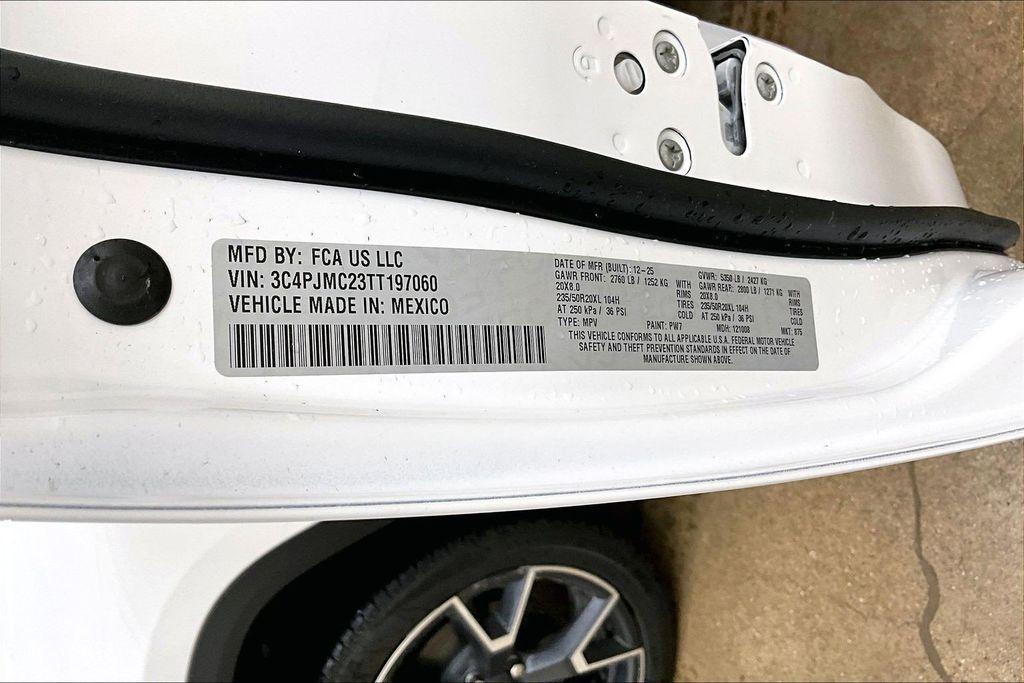 MFD BY: FCA US LLC
VIN: 3C4PJMC23TT197060
VEHICLE MADE IN: MEXICO
DATE OF MFR (BUILT):12-25 GVWR: 5350 LB / 2427 KG
GAWR FRONT: 2760 LB / 1252 KG WITH GAWR REAR: 2800 LB / 1271 KG WITH
20X8.0 RIMS 20X8.0 RIMS
235/50R20XL 104H TIRES 235/50R20XL 104H TIRES
AT 250 kPa / 36 PSI COLD AT 250 kPa / 36 PSI COLD
TYPE: MPV PAINT: PW7 MDH: 121008 MKT: 875
THIS VEHICLE CONFORMS TO ALL APPLICABLE U.S.A. FEDERAL MOTOR VEHICLE
SAFETY AND THEFT PREVENTION STANDARDS IN EFFECT ON THE DATE OF
MANUFACTURE SHOWN ABOVE.